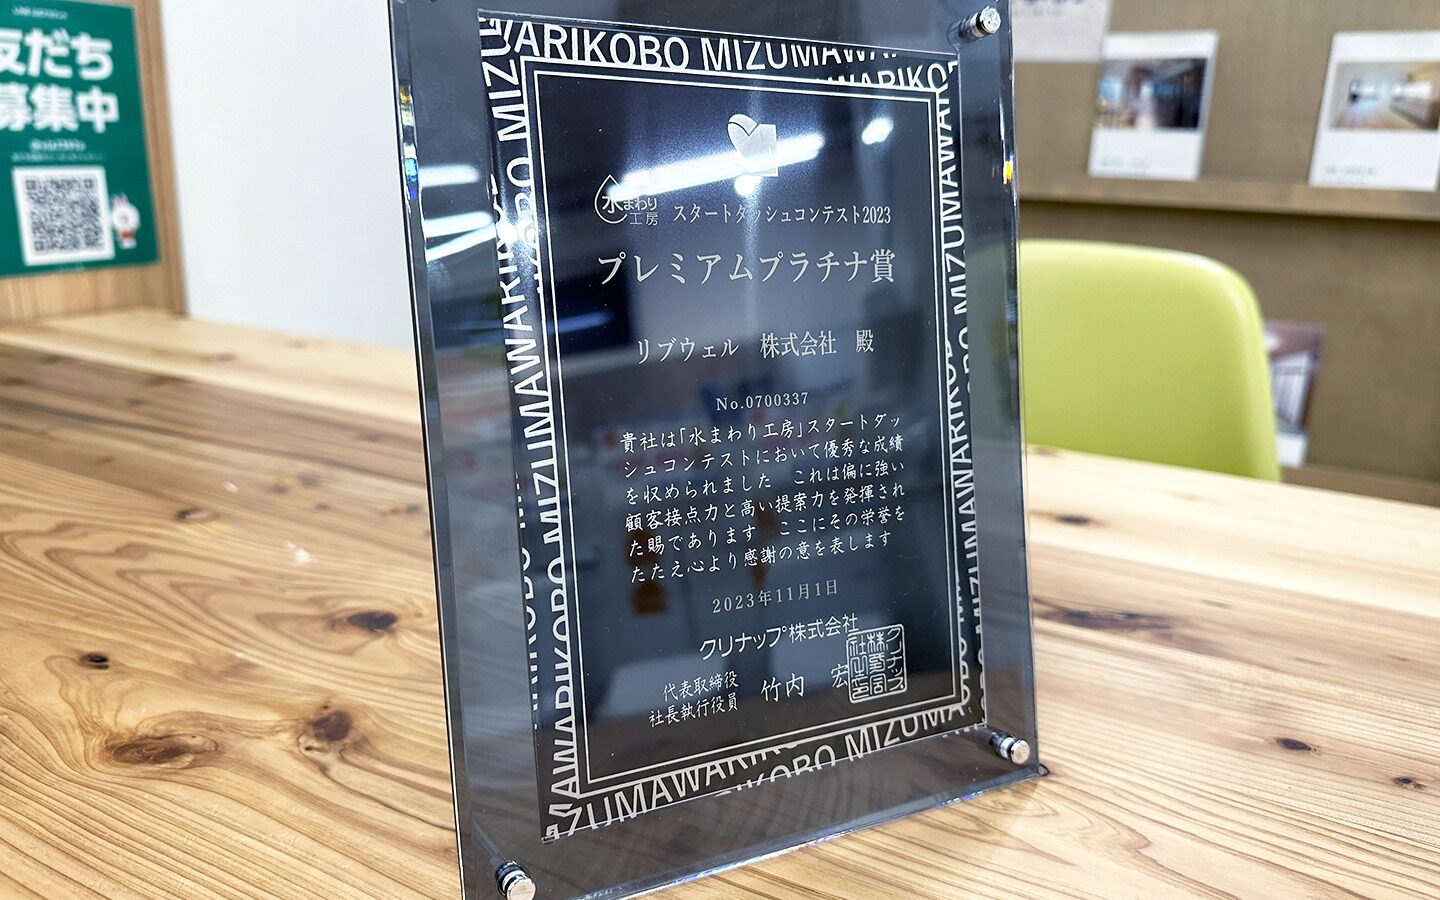 友だち
募集中
MAWARIKOBO MIZUMAWARIKOBO MIZUMAWARIKOBO
水まわり
工房
スタートダッシュコンテスト2023
プレミアムプラチナ賞
リブウェル 株式会社 殿
No.0700337
貴社は「水まわり工房」スタートダッ
シュコンテストにおいて優秀な成績
を収められました これは偏に強い
顧客接点力と高い提案力を発揮され
た賜であります ここにその栄誉を
たたえ心より感謝の意を表します
2023年11月1日
クリナップ株式会社
代表取締役
社長執行役員
竹内 宏